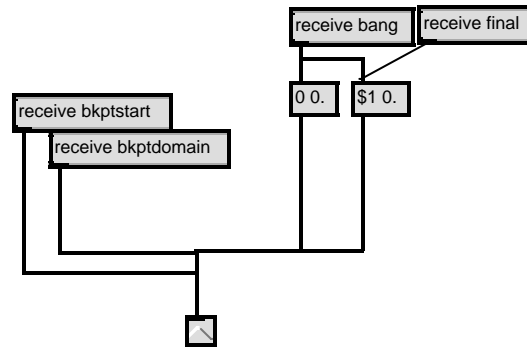 receive bang
receive final
0 0.
$1 0.
receive bkptstart
receive bkptdomain